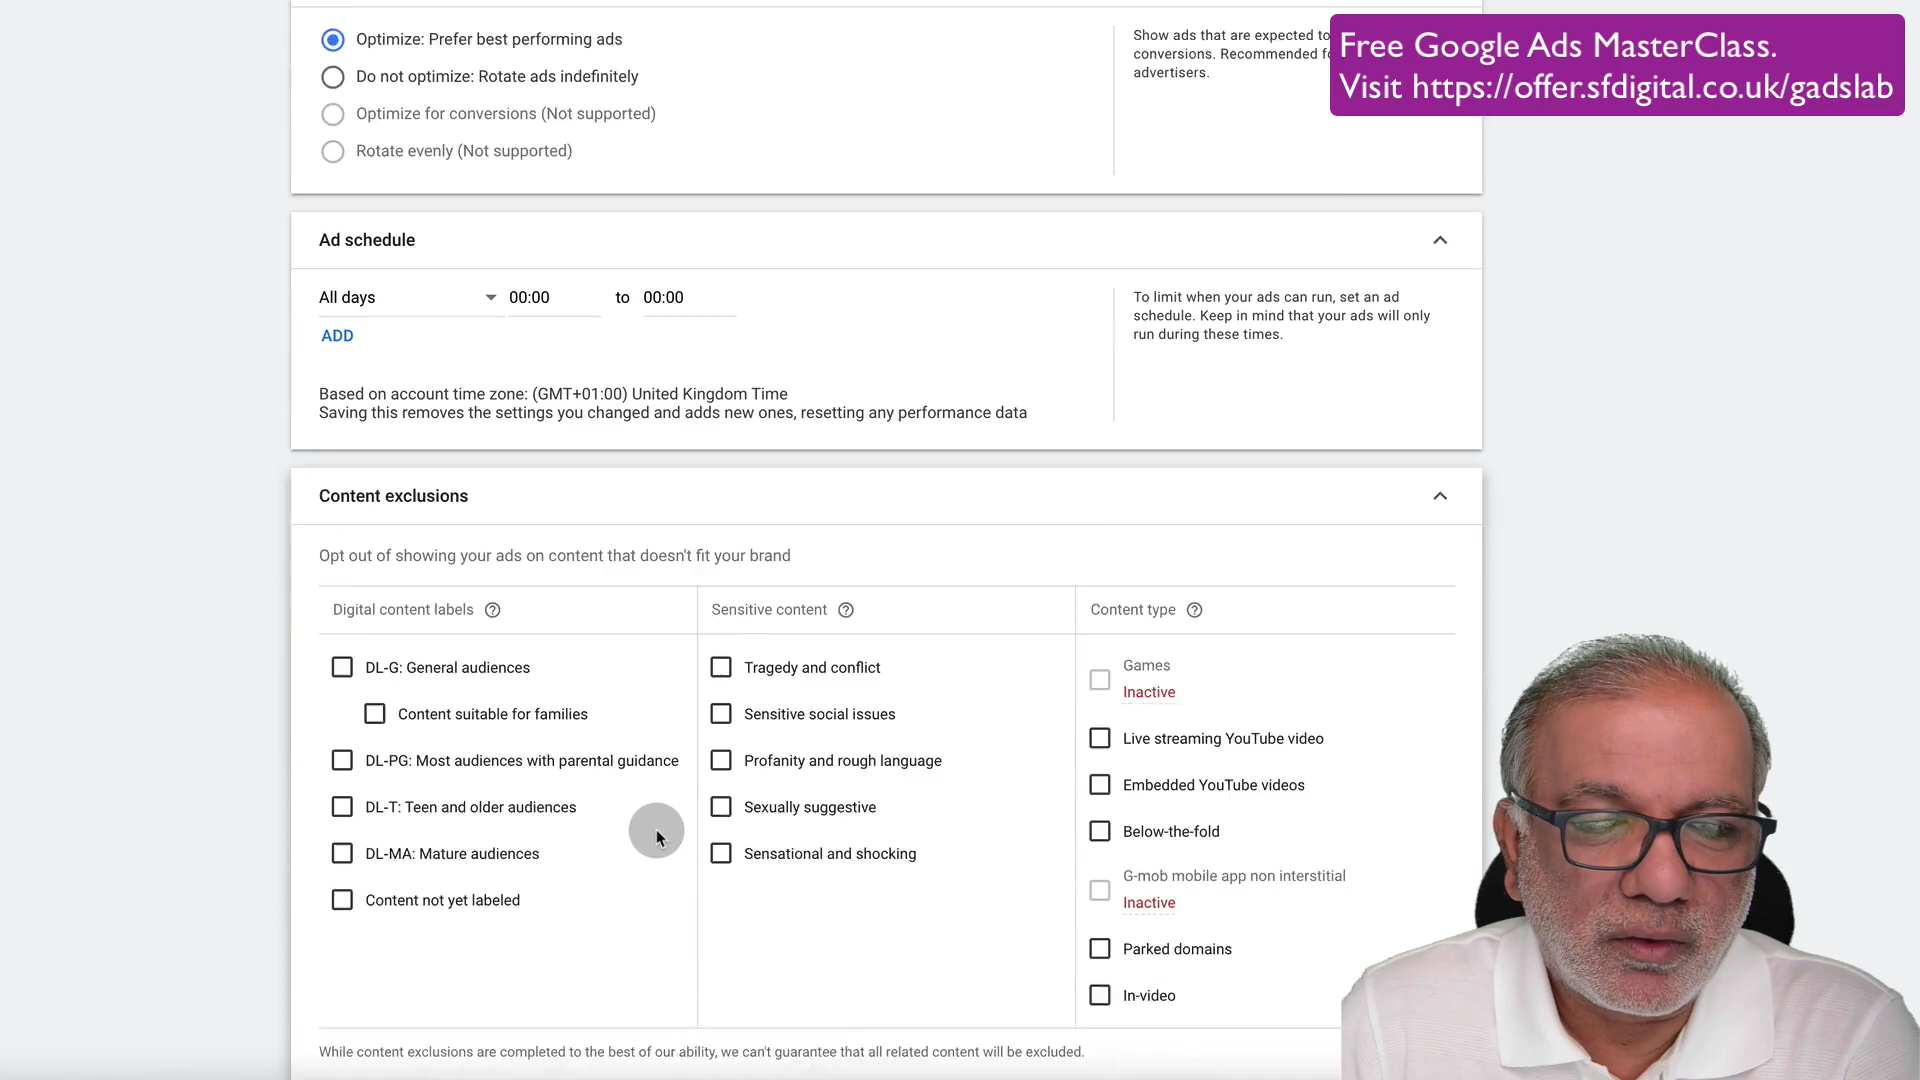 Free Google Ads MasterClass.
Visit https://offer.sfdigital.co.uk/gadslab
Optimize: Prefer best performing ads
Do not optimize: Rotate ads indefinitely
Optimize for conversions (Not supported)
Rotate evenly (Not supported)
Show ads that are expected to
conversions. Recommended
advertisers.
Ad schedule
All days 00:00 to 00:00
ADD
To limit when your ads can run, set an ad
schedule. Keep in mind that your ads will only
run during these times.
Based on account time zone: (GMT+01:00) United Kingdom Time
Saving this removes the settings you changed and adds new ones, resetting any performance data
Content exclusions
Opt out of showing your ads on content that doesn't fit your brand
Digital content labels
DL-G: General audiences
Content suitable for families
DL-PG: Most audiences with parental guidance
DL-T: Teen and older audiences
DL-MA: Mature audiences
Content not yet labeled
Sensitive content
Tragedy and conflict
Sensitive social issues
Profanity and rough language
Sexually suggestive
Sensational and shocking
Content type
Games
Inactive
Live streaming YouTube video
Embedded YouTube videos
Below-the-fold
G-mob mobile app non interstitial
Inactive
Parked domains
In-video
While content exclusions are completed to the best of our ability, we can't guarantee that all related content will be excluded.